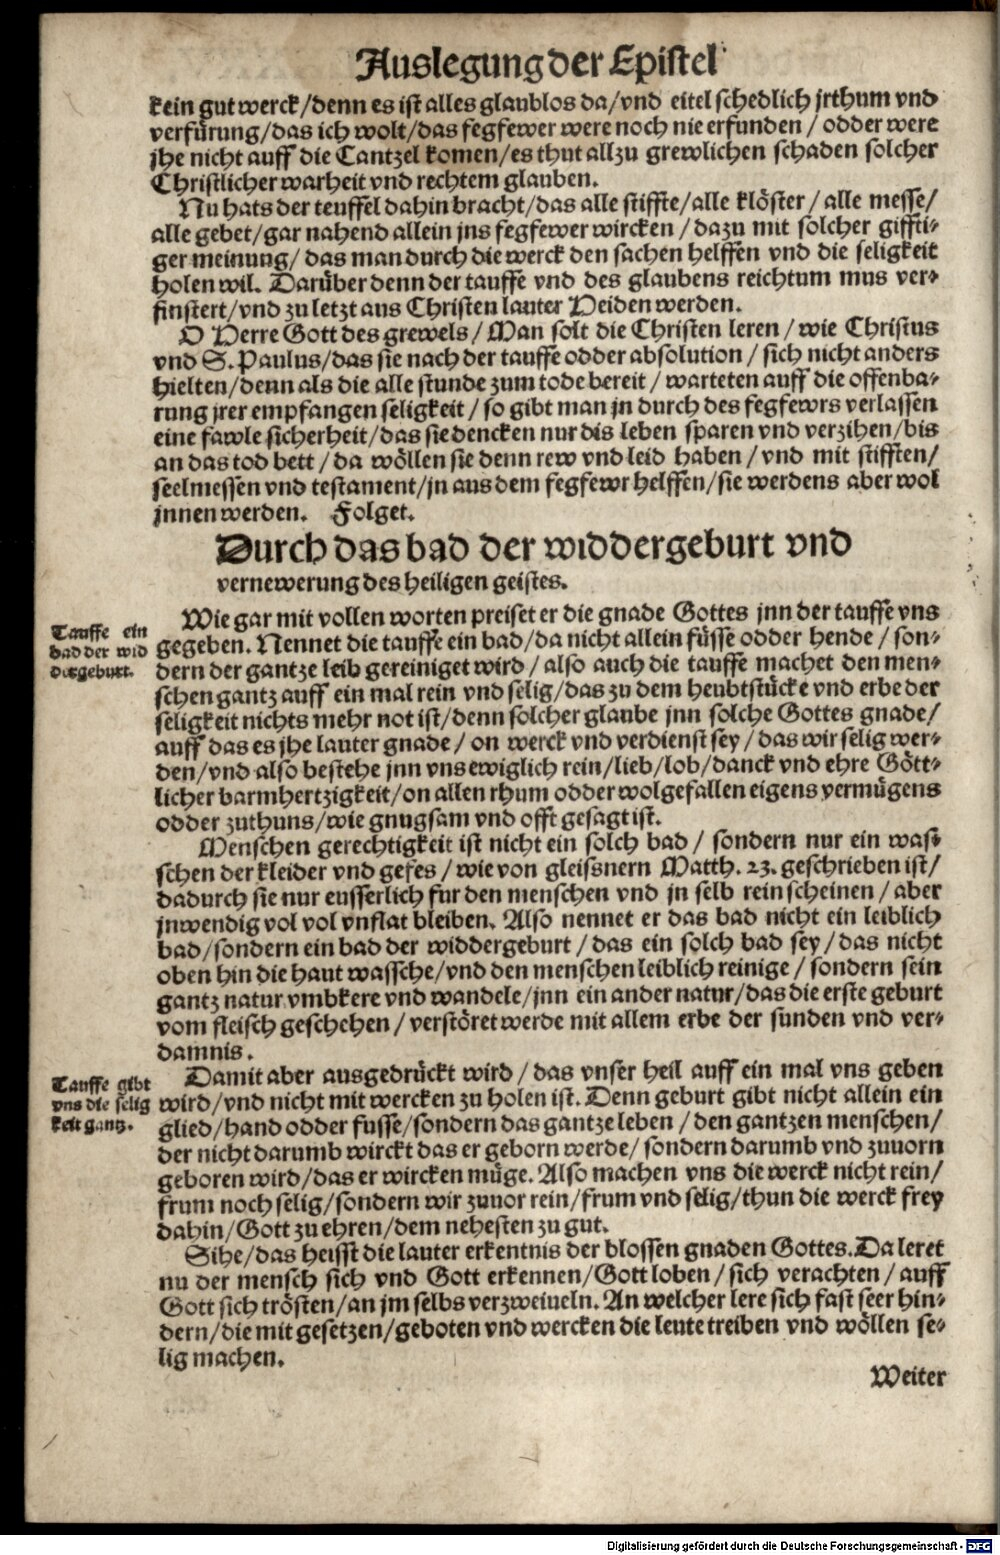 Auslegung der Epistel
kein gut werck/denn es ist alles glaublos da/vnd eitel schedlich jrthum vnd
verfürung/das ich wolt/das fegfewer were noch nie erfunden/odder were
jhe nicht auff die Cantzel komen/es thut allzu grewlichen schaden solcher
Christlicher warheit vnd rechtem glauben.
Nu hats der teuffel dahin bracht/das alle stiffte/alle klöster/alle messe/
alle gebet/gar nahend allein jns fegfewer wircken/dazu mit solcher giffti-
ger meinung/das man durch die werck den sachen helffen vnd die seligkeit
holen wil. Darüber denn der tauffe vnd des glaubens reichtum mus ver-
finstert/vnd zu letzt aus Christen lauter Heiden werden.
O Herre Gott des grewels/Man solt die Christen leren/wie Christus
vnd S. Paulus/das sie nach der tauffe odder absolution/sich nicht anders
hielten/denn als die alle stunde zum tode bereit/warteten auff die offenba-
rung jrer empfangen seligkeit/so gibt man jn durch des fegfewrs verlassen
eine fawle sicherheit/das sie dencken nur dis leben sparen vnd verzihen/bis
an das tod bett/da wöllen sie denn rew vnd leid haben/vnd mit stifften/
seelmessen vnd testament/jn aus dem fegfewr helffen/sie werdens aber wol
jnnen werden. Folget.
Durch das bad der widdergeburt vnd
vernewerung des heiligen geistes.
Wie gar mit vollen worten preiset er die gnade Gottes jnn der tauffe vns
Tauffe ein
bad der wid
dergeburt.
gegeben. Nennet die tauffe ein bad/da nicht allein füsse odder hende/son-
dern der gantze leib gereiniget wird/also auch die tauffe machet den men-
schen gantz auff ein mal rein vnd selig/das zu dem heubtstücke vnd erbe der
seligkeit nichts mehr not ist/denn solcher glaube jnn solche Gottes gnade/
auff das es jhe lauter gnade/on werck vnd verdienst sey/das wir selig wer-
den/vnd also bestehe jnn vns ewiglich rein/lieb/lob/danck vnd ehre Gött-
licher barmhertzigkeit/on allen rhum odder wolgefallen eigens vermügens
odder zuthuns/wie gnugsam vnd offt gesagt ist.
Menschen gerechtigkeit ist nicht ein solch bad/sondern nur ein was-
schen der kleider vnd gefes/wie von gleissnern Matth. 23. geschrieben ist/
dadurch sie nur eusserlich fur den menschen vnd jn selb rein scheinen/aber
jnwendig vol vol vnflat bleiben. Also nennet er das bad nicht ein leiblich
bad/sondern ein bad der widdergeburt/das ein solch bad sey/das nicht
oben hin die haut wassche/vnd den menschen leiblich reinige/sondern sein
gantz natur vmbkere vnd wandele/jnn ein ander natur/das die erste geburt
vom fleisch geschehen/verstöret werde mit allem erbe der sunden vnd ver-
damnis.
Damit aber ausgedrückt wird/das vnser heil auff ein mal vns geben
Tauffe gibt
vns die selig
keit gantz.
wird/vnd nicht mit wercken zu holen ist. Denn geburt gibt nicht allein ein
glied/hand odder fusse/sondern das gantze leben/den gantzen menschen/
der nicht darumb wirckt das er geborn werde/sondern darumb vnd zuuorn
geboren wird/das er wircken müge. Also machen vns die werck nicht rein/
frum noch selig/sondern wir zuuor rein/frum vnd selig/thun die werck frey
dahin/Gott zu ehren/dem nehesten zu gut.
Sihe/das heisst die lauter erkentnis der blossen gnaden Gottes. Da leret
nu der mensch sich vnd Gott erkennen/Gott loben/sich verachten/auff
Gott sich trösten/an jm selbs verzweiueln. An welcher lere sich fast seer hin-
dern/die mit gesetzen/geboten vnd wercken die leute treiben vnd wöllen se-
lig machen.
Weiter
Digitalisierung gefördert durch die Deutsche Forschungsgemeinschaft - DFG